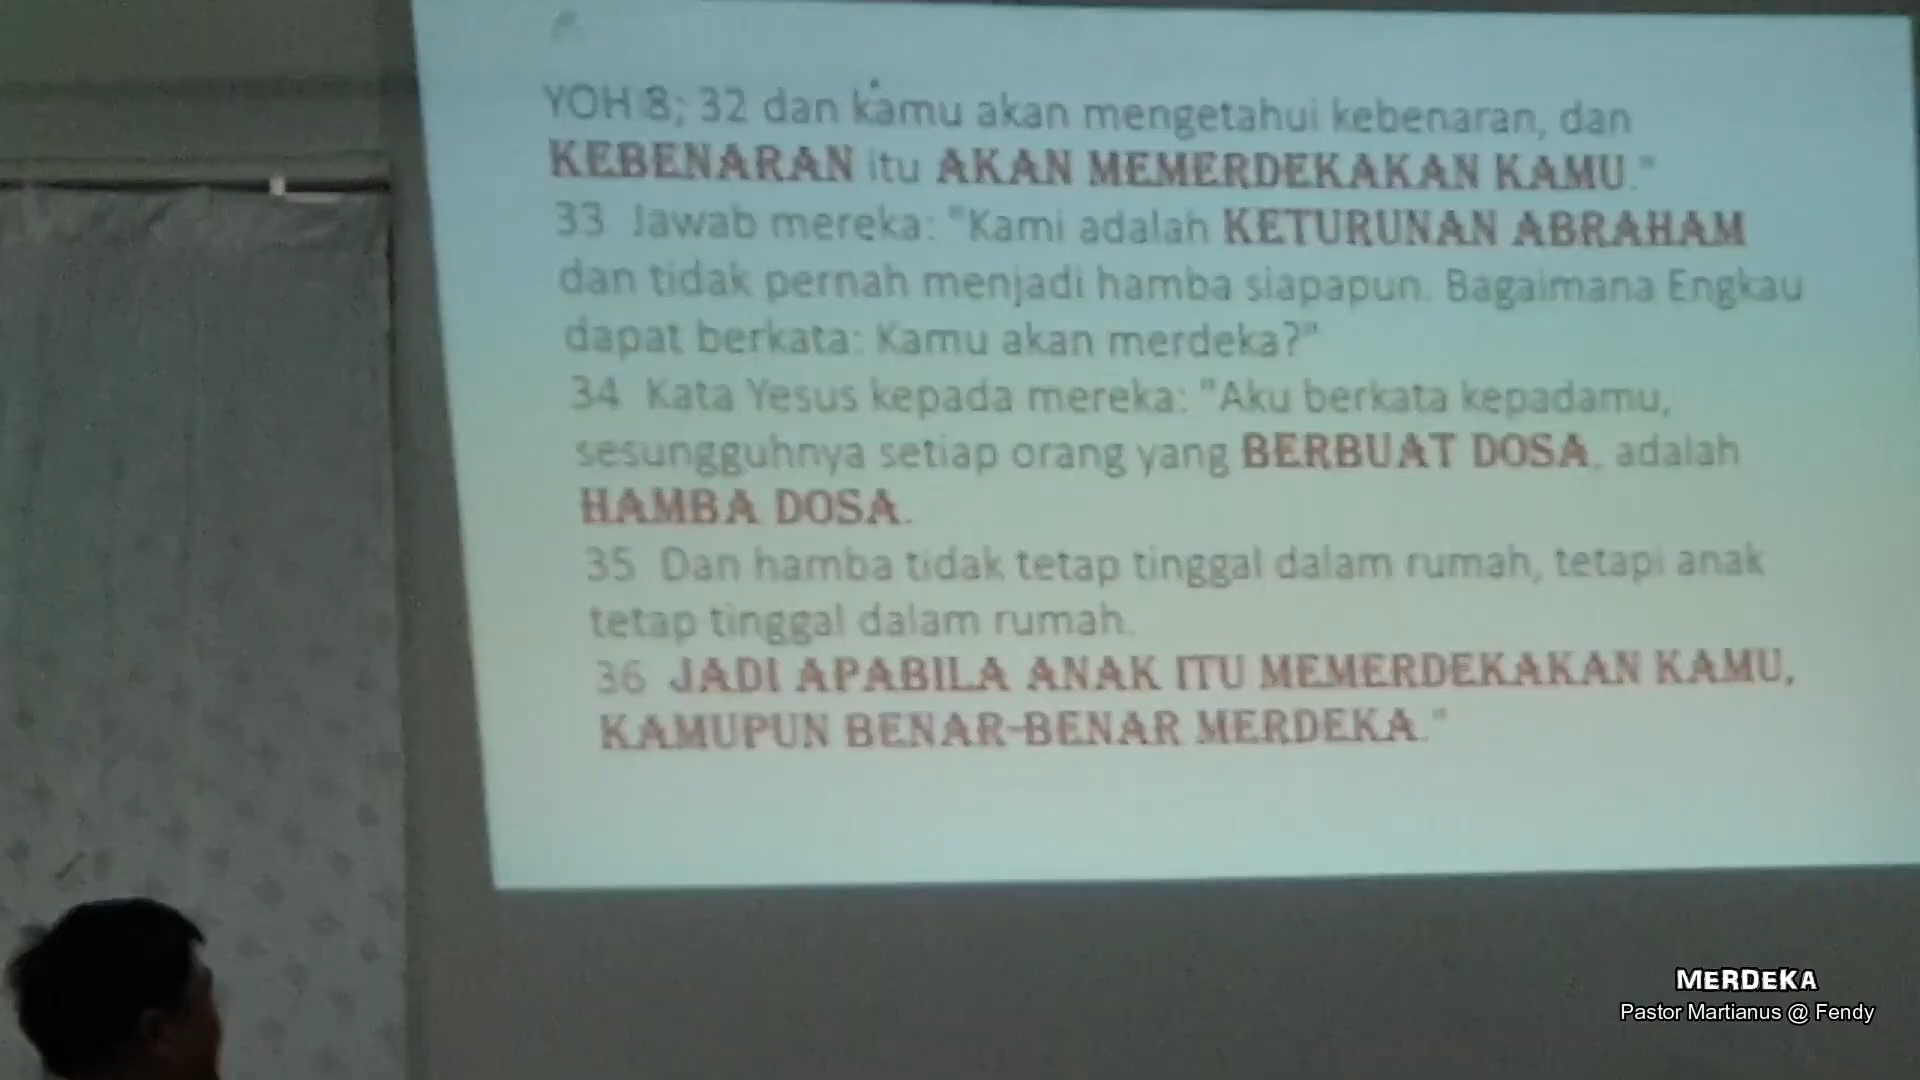 YOH 8; 32 dan kamu akan mengetahui kebenaran, dan
KEBENARAN itu AKAN MEMERDEKAKAN KAMU."
33 Jawab mereka: "Kami adalah KETURUNAN ABRAHAM
dan tidak pernah menjadi hamba siapapun. Bagaimana Engkau
dapat berkata: Kamu akan merdeka?"
34 Kata Yesus kepada mereka: "Aku berkata kepadamu,
sesungguhnya setiap orang yang BERBUAT DOSA, adalah
HAMBA DOSA.
35 Dan hamba tidak tetap tinggal dalam rumah, tetapi anak
tetap tinggal dalam rumah.
36 JADI APABILA ANAK ITU MEMERDEKAKAN KAMU,
KAMUPUN BENAR-BENAR MERDEKA."
MERDEKA
Pastor Martianus @ Fendy